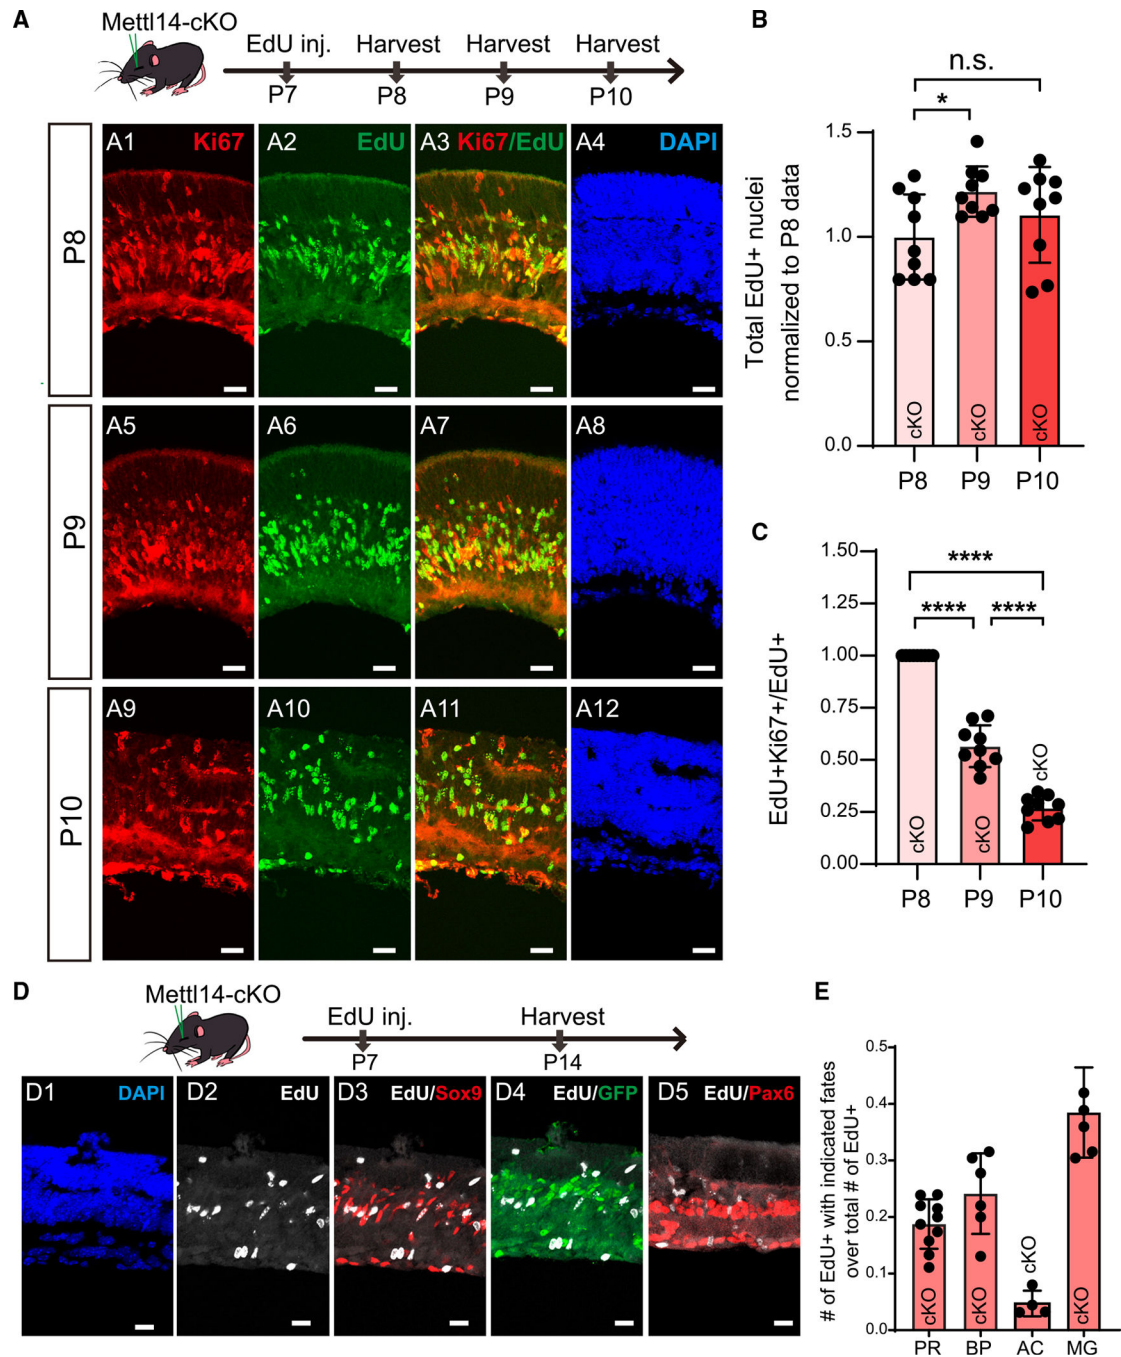 A
Mettl14-cKO
EdU inj. Harvest Harvest Harvest
P7 P8 P9 P10
P8
A1 Ki67
A2 EdU
A3 Ki67/EdU
A4 DAPI
P9
A5
A6
A7
A8
P10
A9
A10
A11
A12
B
n.s.
*
Total EdU+ nuclei
normalized to P8 data
1.5
1.0
0.5
0.0
cKO cKO cKO
P8 P9 P10
C
EdU+Ki67+/EdU+
1.50
1.25
1.00
0.75
0.50
0.25
0.00
****
**** ****
cKO cKO cKO
P8 P9 P10
D
Mettl14-cKO
EdU inj. Harvest
P7 P14
D1 DAPI
D2 EdU
D3 EdU/Sox9
D4 EdU/GFP
D5 EdU/Pax6
E
# of EdU+ with indicated fates
over total # of EdU+
0.5
0.4
0.3
0.2
0.1
0.0
cKO cKO cKO cKO
PR BP AC MG